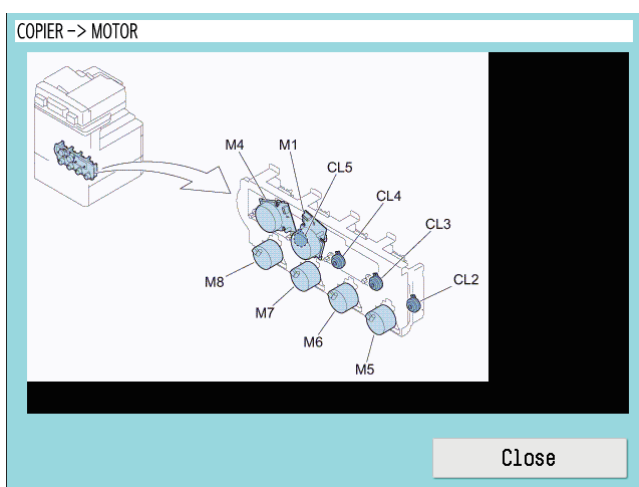 COPIER -> MOTOR
M4
M1
CL5
CL4
CL3
CL2
M8
M7
M6
M5
Close